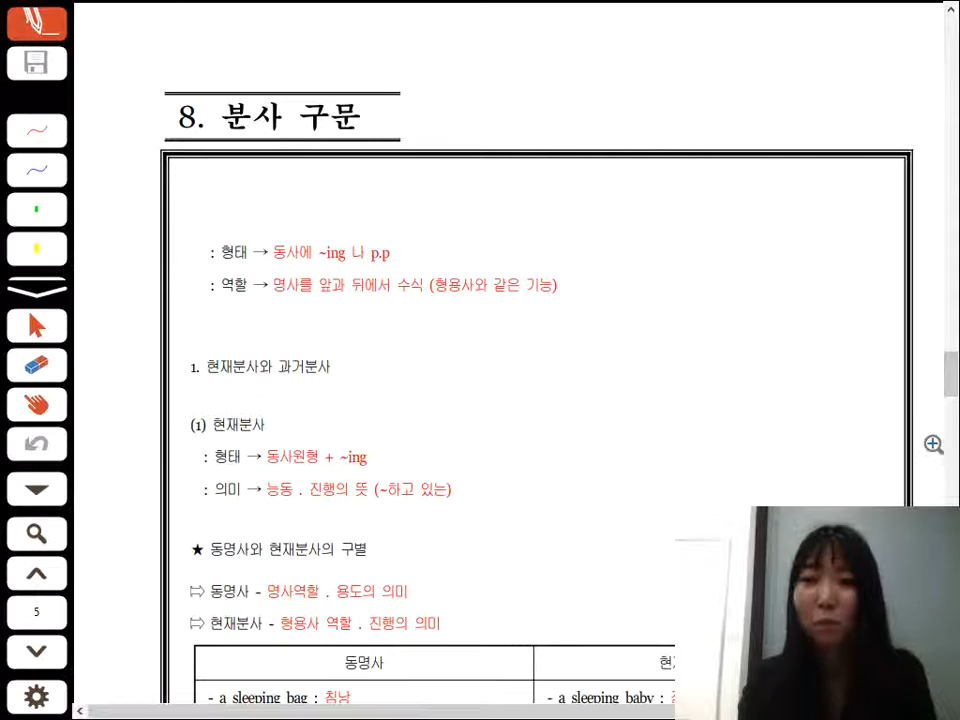 8. 분사 구문
: 형태 → 동사에 ~ing 나 p.p
: 역할 → 명사를 앞과 뒤에서 수식 (형용사와 같은 기능)
1. 현재분사와 과거분사
(1) 현재분사
: 형태 → 동사원형 + ~ing
: 의미 → 능동 . 진행의 뜻 (~하고 있는)
★ 동명사와 현재분사의 구별
⇨ 동명사 - 명사역할 . 용도의 의미
⇨ 현재분사 - 형용사 역할 . 진행의 의미
동명사 현
- a sleeping bag : 침낭 - a sleeping baby :
5